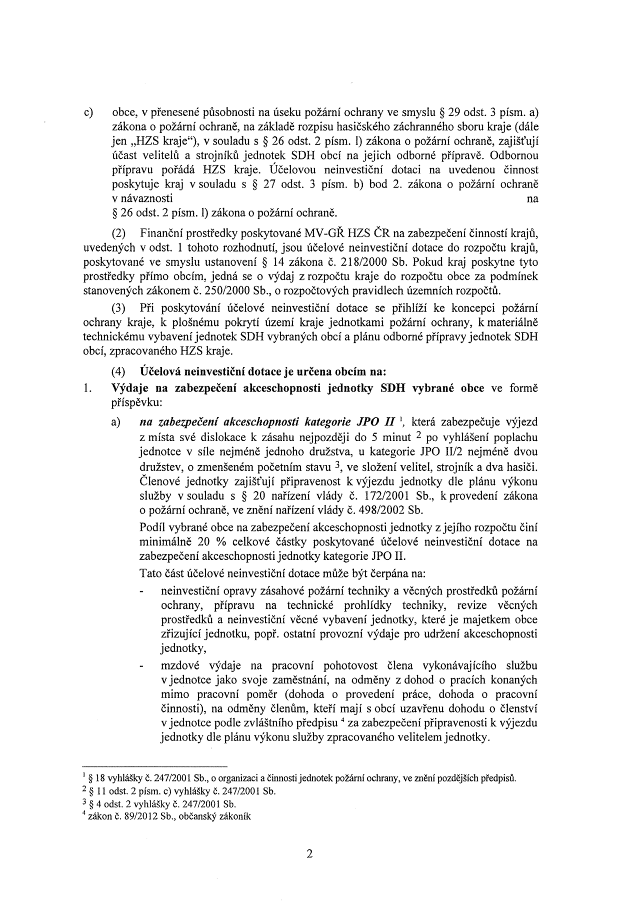 c) obce, v přenesené působnosti na úseku požární ochrany ve smyslu § 29 odst. 3 písm. a)
zákona o požární ochraně, na základě rozpisu hasičského záchranného sboru kraje (dále
jen „HZS kraje"), v souladu s § 26 odst. 2 písm. l) zákona o požární ochraně, zajišťují
účast velitelů a strojníků jednotek SDH obcí na jejich odborné přípravě. Odbornou
přípravu pořádá HZS kraje. Účelovou neinvestiční dotaci na uvedenou činnost
poskytuje kraj v souladu s § 27 odst. 3 písm. b) bod 2. zákona o požární ochraně
v návaznosti na
§ 26 odst. 2 písm. l) zákona o požární ochraně.
(2) Finanční prostředky poskytované MV-GŘ HZS ČR na zabezpečení činností krajů,
uvedených v odst. 1 tohoto rozhodnutí, jsou účelové neinvestiční dotace do rozpočtu krajů,
poskytované ve smyslu ustanovení § 14 zákona č. 218/2000 Sb. Pokud kraj poskytne tyto
prostředky přímo obcím, jedná se o výdaj z rozpočtu kraje do rozpočtu obce za podmínek
stanovených zákonem č. 250/2000 Sb., o rozpočtových pravidlech územních rozpočtů.
(3) Při poskytování účelové neinvestiční dotace se přihlíží ke koncepci požární
ochrany kraje, k plošnému pokrytí území kraje jednotkami požární ochrany, k materiálně
technickému vybavení jednotek SDH vybraných obcí a plánu odborné přípravy jednotek SDH
obcí, zpracovaného HZS kraje.
(4) Účelová neinvestiční dotace je určena obcím na:
1. Výdaje na zabezpečení akceschopnosti jednotky SDH vybrané obce ve formě
příspěvku:
a) na zabezpečení akceschopnosti kategorie JPO II ¹, která zabezpečuje výjezd
z místa své dislokace k zásahu nejpozději do 5 minut ² po vyhlášení poplachu
jednotce v síle nejméně jednoho družstva, u kategorie JPO II/2 nejméně dvou
družstev, o zmenšeném početním stavu ³, ve složení velitel, strojník a dva hasiči.
Členové jednotky zajišťují připravenost k výjezdu jednotky dle plánu výkonu
služby v souladu s § 20 nařízení vlády č. 172/2001 Sb., k provedení zákona
o požární ochraně, ve znění nařízení vlády č. 498/2002 Sb.
Podíl vybrané obce na zabezpečení akceschopnosti jednotky z jejího rozpočtu činí
minimálně 20 % celkové částky poskytované účelové neinvestiční dotace na
zabezpečení akceschopnosti jednotky kategorie JPO II.
Tato část účelové neinvestiční dotace může být čerpána na:
- neinvestiční opravy zásahové požární techniky a věcných prostředků požární
ochrany, přípravu na technické prohlídky techniky, revize věcných
prostředků a neinvestiční věcné vybavení jednotky, které je majetkem obce
zřizující jednotku, popř. ostatní provozní výdaje pro udržení akceschopnosti
jednotky,
- mzdové výdaje na pracovní pohotovost člena vykonávajícího službu
v jednotce jako svoje zaměstnání, na odměny z dohod o pracích konaných
mimo pracovní poměr (dohoda o provedení práce, dohoda o pracovní
činnosti), na odměny členům, kteří mají s obcí uzavřenu dohodu o členství
v jednotce podle zvláštního předpisu ⁴ za zabezpečení připravenosti k výjezdu
jednotky dle plánu výkonu služby zpracovaného velitelem jednotky.
¹ § 18 vyhlášky č. 247/2001 Sb., o organizaci a činnosti jednotek požární ochrany, ve znění pozdějších předpisů.
² § 11 odst. 2 písm. c) vyhlášky č. 247/2001 Sb.
³ § 4 odst. 2 vyhlášky č. 247/2001 Sb.
⁴ zákon č. 89/2012 Sb., občanský zákoník
2